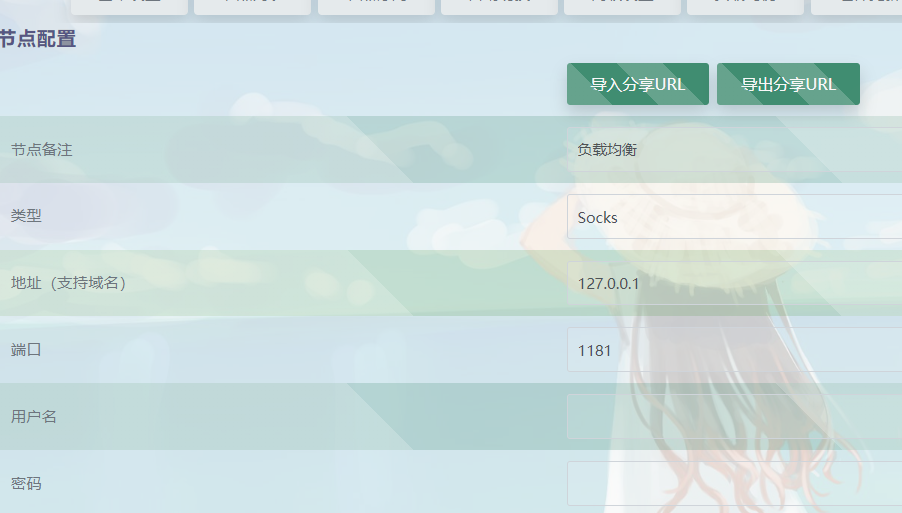 节点配置
导入分享URL 导出分享URL
节点备注 负载均衡
类型 Socks
地址（支持域名） 127.0.0.1
端口 1181
用户名
密码